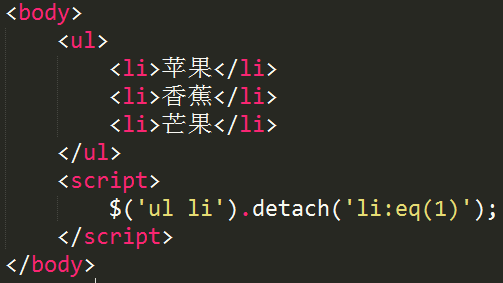 <body>
<ul>
<li>苹果</li>
<li>香蕉</li>
<li>芒果</li>
</ul>
<script>
$('ul li').detach('li:eq(1)');
</script>
</body>